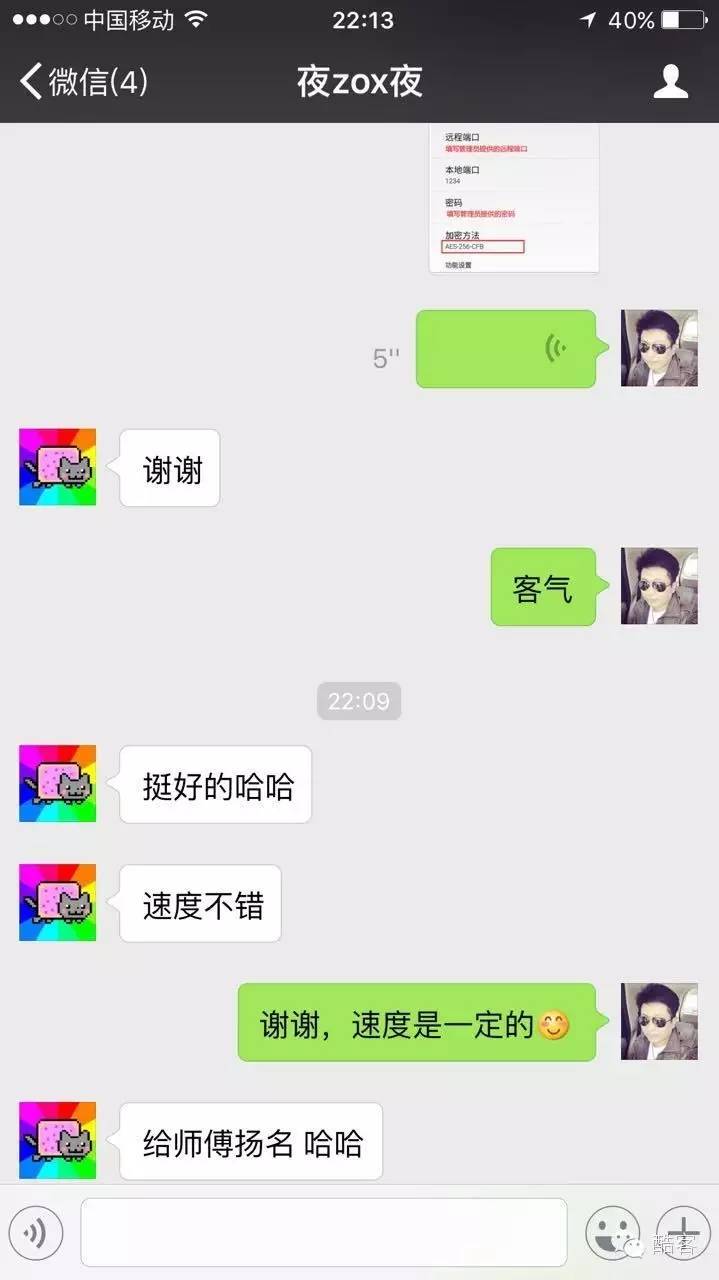 中国移动 22:13 40%
微信(4) 夜zox夜
远程端口
填写管理员提供的远程端口
本地端口
1234
密码
填写管理员提供的密码
加密方法
AES-256-CFB
功能设置
5''
谢谢
客气
22:09
挺好的哈哈
速度不错
谢谢，速度是一定的😊
给师傅扬名 哈哈
酷客